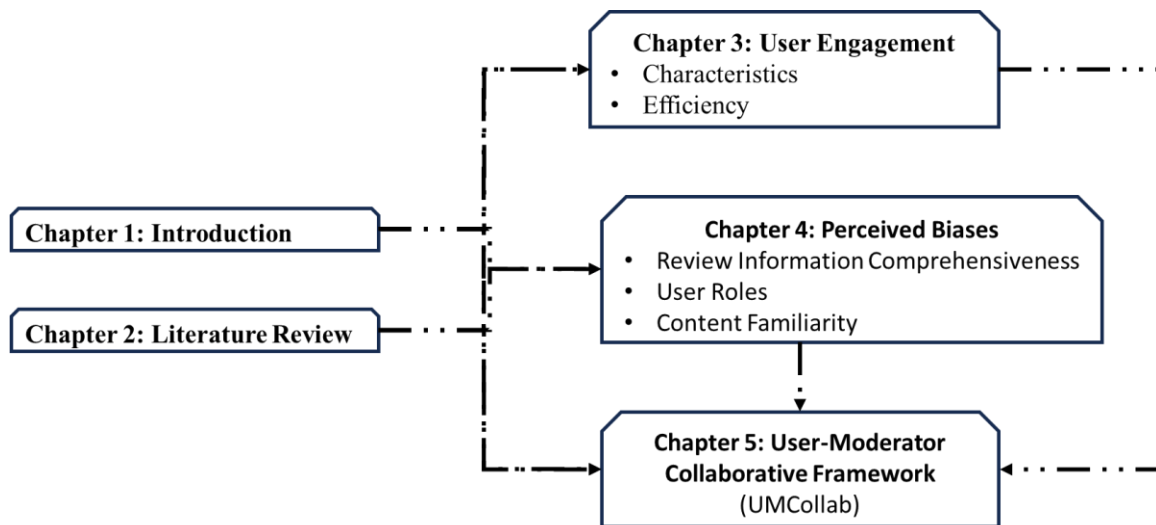 Chapter 3: User Engagement
• Characteristics
• Efficiency
Chapter 1: Introduction
Chapter 2: Literature Review
Chapter 4: Perceived Biases
• Review Information Comprehensiveness
• User Roles
• Content Familiarity
Chapter 5: User-Moderator
Collaborative Framework
(UMCollab)